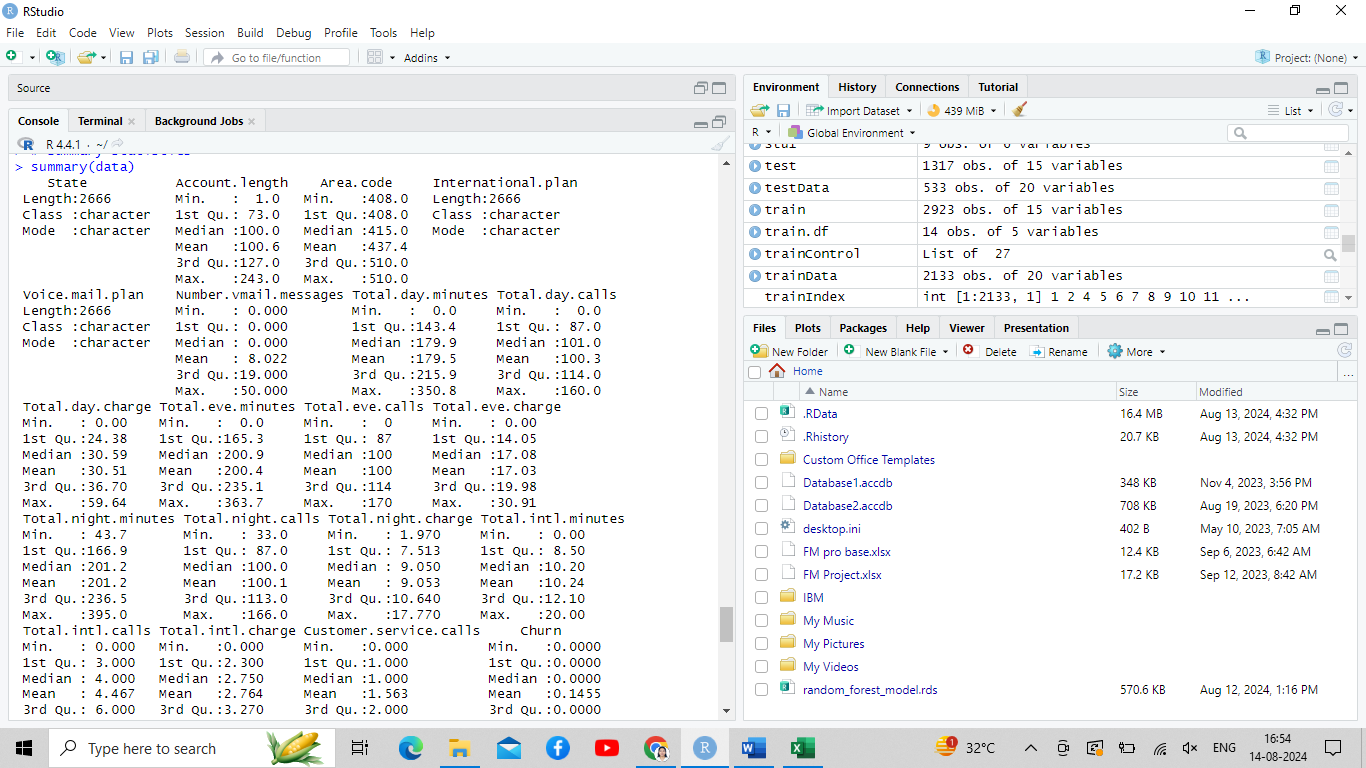 RStudio
File Edit Code View Plots Session Build Debug Profile Tools Help
Go to file/function
Addins
Project: (None)
Source
Console Terminal Background Jobs
R 4.4.1 · ~/
> summary(data)
State Account.length Area.code International.plan
Length:2666 Min. : 1.0 Min. :408.0 Length:2666
Class :character 1st Qu.: 73.0 1st Qu.:408.0 Class :character
Mode :character Median :100.0 Median :415.0 Mode :character
Mean :100.6 Mean :437.4
3rd Qu.:127.0 3rd Qu.:510.0
Max. :243.0 Max. :510.0
Voice.mail.plan Number.vmail.messages Total.day.minutes Total.day.calls
Length:2666 Min. : 0.000 Min. : 0.0 Min. : 0.0
Class :character 1st Qu.: 0.000 1st Qu.:143.4 1st Qu.: 87.0
Mode :character Median : 0.000 Median :179.9 Median :101.0
Mean : 8.022 Mean :179.5 Mean :100.3
3rd Qu.:19.000 3rd Qu.:215.9 3rd Qu.:114.0
Max. :50.000 Max. :350.8 Max. :160.0
Total.day.charge Total.eve.minutes Total.eve.calls Total.eve.charge
Min. : 0.00 Min. : 0.0 Min. : 0 Min. : 0.00
1st Qu.:24.38 1st Qu.:165.3 1st Qu.: 87 1st Qu.:14.05
Median :30.59 Median :200.9 Median :100 Median :17.08
Mean :30.51 Mean :200.4 Mean :100 Mean :17.03
3rd Qu.:36.70 3rd Qu.:235.1 3rd Qu.:114 3rd Qu.:19.98
Max. :59.64 Max. :363.7 Max. :170 Max. :30.91
Total.night.minutes Total.night.calls Total.night.charge Total.intl.minutes
Min. : 43.7 Min. : 33.0 Min. : 1.970 Min. : 0.00
1st Qu.:166.9 1st Qu.: 87.0 1st Qu.: 7.513 1st Qu.: 8.50
Median :201.2 Median :100.0 Median : 9.050 Median :10.20
Mean :201.2 Mean :100.1 Mean : 9.053 Mean :10.24
3rd Qu.:236.5 3rd Qu.:113.0 3rd Qu.:10.640 3rd Qu.:12.10
Max. :395.0 Max. :166.0 Max. :17.770 Max. :20.00
Total.intl.calls Total.intl.charge Customer.service.calls Churn
Min. : 0.000 Min. :0.000 Min. :0.000 Min. :0.0000
1st Qu.: 3.000 1st Qu.:2.300 1st Qu.:1.000 1st Qu.:0.0000
Median : 4.000 Median :2.750 Median :1.000 Median :0.0000
Mean : 4.467 Mean :2.764 Mean :1.563 Mean :0.1455
3rd Qu.: 6.000 3rd Qu.:3.270 3rd Qu.:2.000 3rd Qu.:0.0000
Environment History Connections Tutorial
Import Dataset 439 MiB List
R Global Environment
test 1317 obs. of 15 variables
testData 533 obs. of 20 variables
train 2923 obs. of 15 variables
train.df 14 obs. of 5 variables
trainControl List of 27
trainData 2133 obs. of 20 variables
trainIndex int [1:2133, 1] 1 2 4 5 6 7 8 9 10 11 ...
Files Plots Packages Help Viewer Presentation
New Folder New Blank File Delete Rename More
Home ...
Name Size Modified
.RData 16.4 MB Aug 13, 2024, 4:32 PM
.Rhistory 20.7 KB Aug 13, 2024, 4:32 PM
Custom Office Templates
Database1.accdb 348 KB Nov 4, 2023, 3:56 PM
Database2.accdb 708 KB Aug 19, 2023, 6:20 PM
desktop.ini 402 B May 10, 2023, 7:05 AM
FM pro base.xlsx 12.4 KB Sep 6, 2023, 6:42 AM
FM Project.xlsx 17.2 KB Sep 12, 2023, 8:42 AM
IBM
My Music
My Pictures
My Videos
random_forest_model.rds 570.6 KB Aug 12, 2024, 1:16 PM
Type here to search
1
32°C
ENG
16:54
14-08-2024